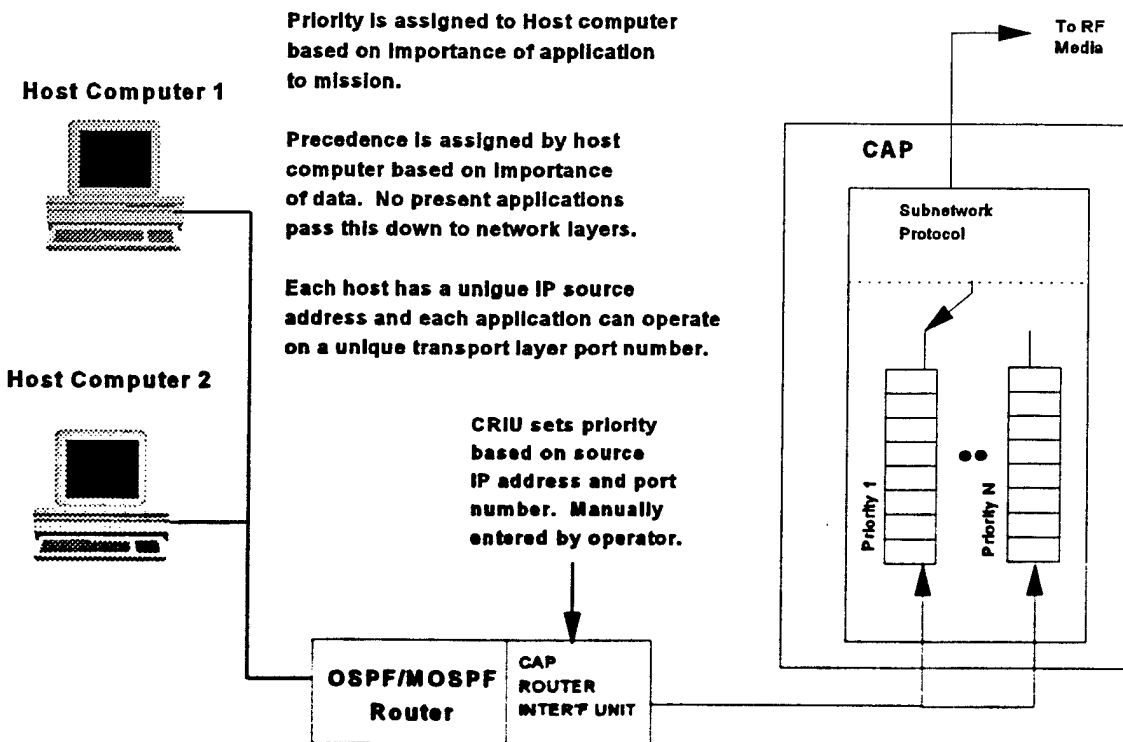 Priority is assigned to Host computer
based on importance of application
to mission.
To RF
Media
Host Computer 1
Precedence is assigned by host
computer based on importance
of data. No present applications
pass this down to network layers.
CAP
Subnetwork
Protocol
Each host has a unique IP source
address and each application can operate
on a unique transport layer port number.
Host Computer 2
CRIU sets priority
based on source
IP address and port
number. Manually
entered by operator.
Priority 1
Priority N
OSPF/MOSPF
Router
CAP
ROUTER
INTERF UNIT